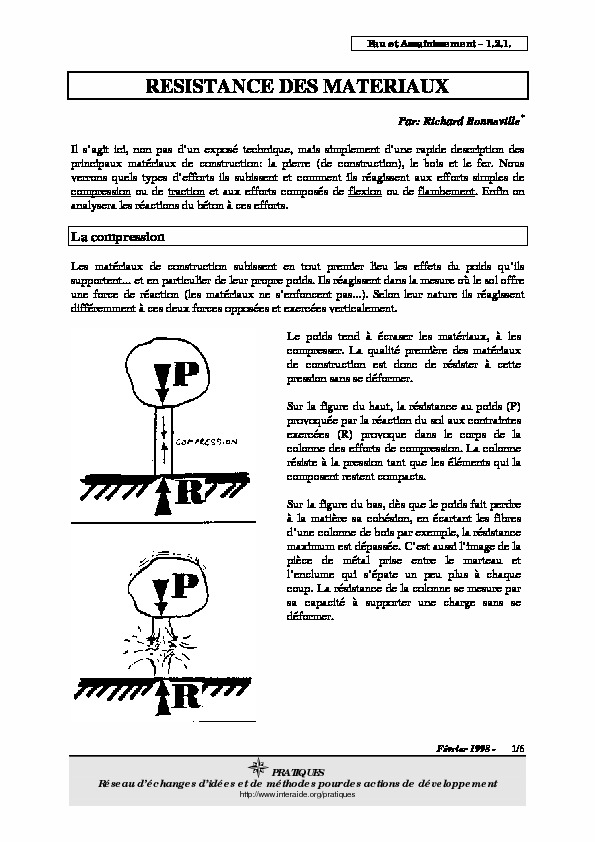 Eau et Assainissement – 1.2.1.
RESISTANCE DES MATERIAUX
Par: Richard Bonneville*
Il s'agit ici, non pas d'un exposé technique, mais simplement d'une rapide description des
principaux matériaux de construction: la pierre (de construction), le bois et le fer. Nous
verrons quels types d'efforts ils subissent et comment ils réagissent aux efforts simples de
compression ou de traction et aux efforts composés de flexion ou de flambement. Enfin on
analysera les réactions du béton à ces efforts.
La compression
Les matériaux de construction subissent en tout premier lieu les effets du poids qu'ils
supportent... et en particulier de leur propre poids. Ils réagissent dans la mesure où le sol offre
une force de réaction (les matériaux ne s'enfoncent pas...). Selon leur nature ils réagissent
différemment à ces deux forces opposées et exercées verticalement.
Le poids tend à écraser les matériaux, à les
compresser. La qualité première des matériaux
de construction est donc de résister à cette
pression sans se déformer.
Sur la figure du haut, la résistance au poids (P)
provoquée par la réaction du sol aux contraintes
exercées (R) provoque dans le corps de la
colonne des efforts de compression. La colonne
résiste à la pression tant que les éléments qui la
composent restent compacts.
Sur la figure du bas, dès que le poids fait perdre
à la matière sa cohésion, en écartant les fibres
d'une colonne de bois par exemple, la résistance
maximum est dépassée. C'est aussi l'image de la
pièce de métal prise entre le marteau et
l'enclume qui s'épate un peu plus à chaque
coup. La résistance de la colonne se mesure par
sa capacité à supporter une charge sans se
déformer.
P
COMPRESSION
R
P
R
Février 1998 - 1/6
PRATIQUES
Réseau d'échanges d'idées et de méthodes pour des actions de développement
http://www.interaide.org/pratiques